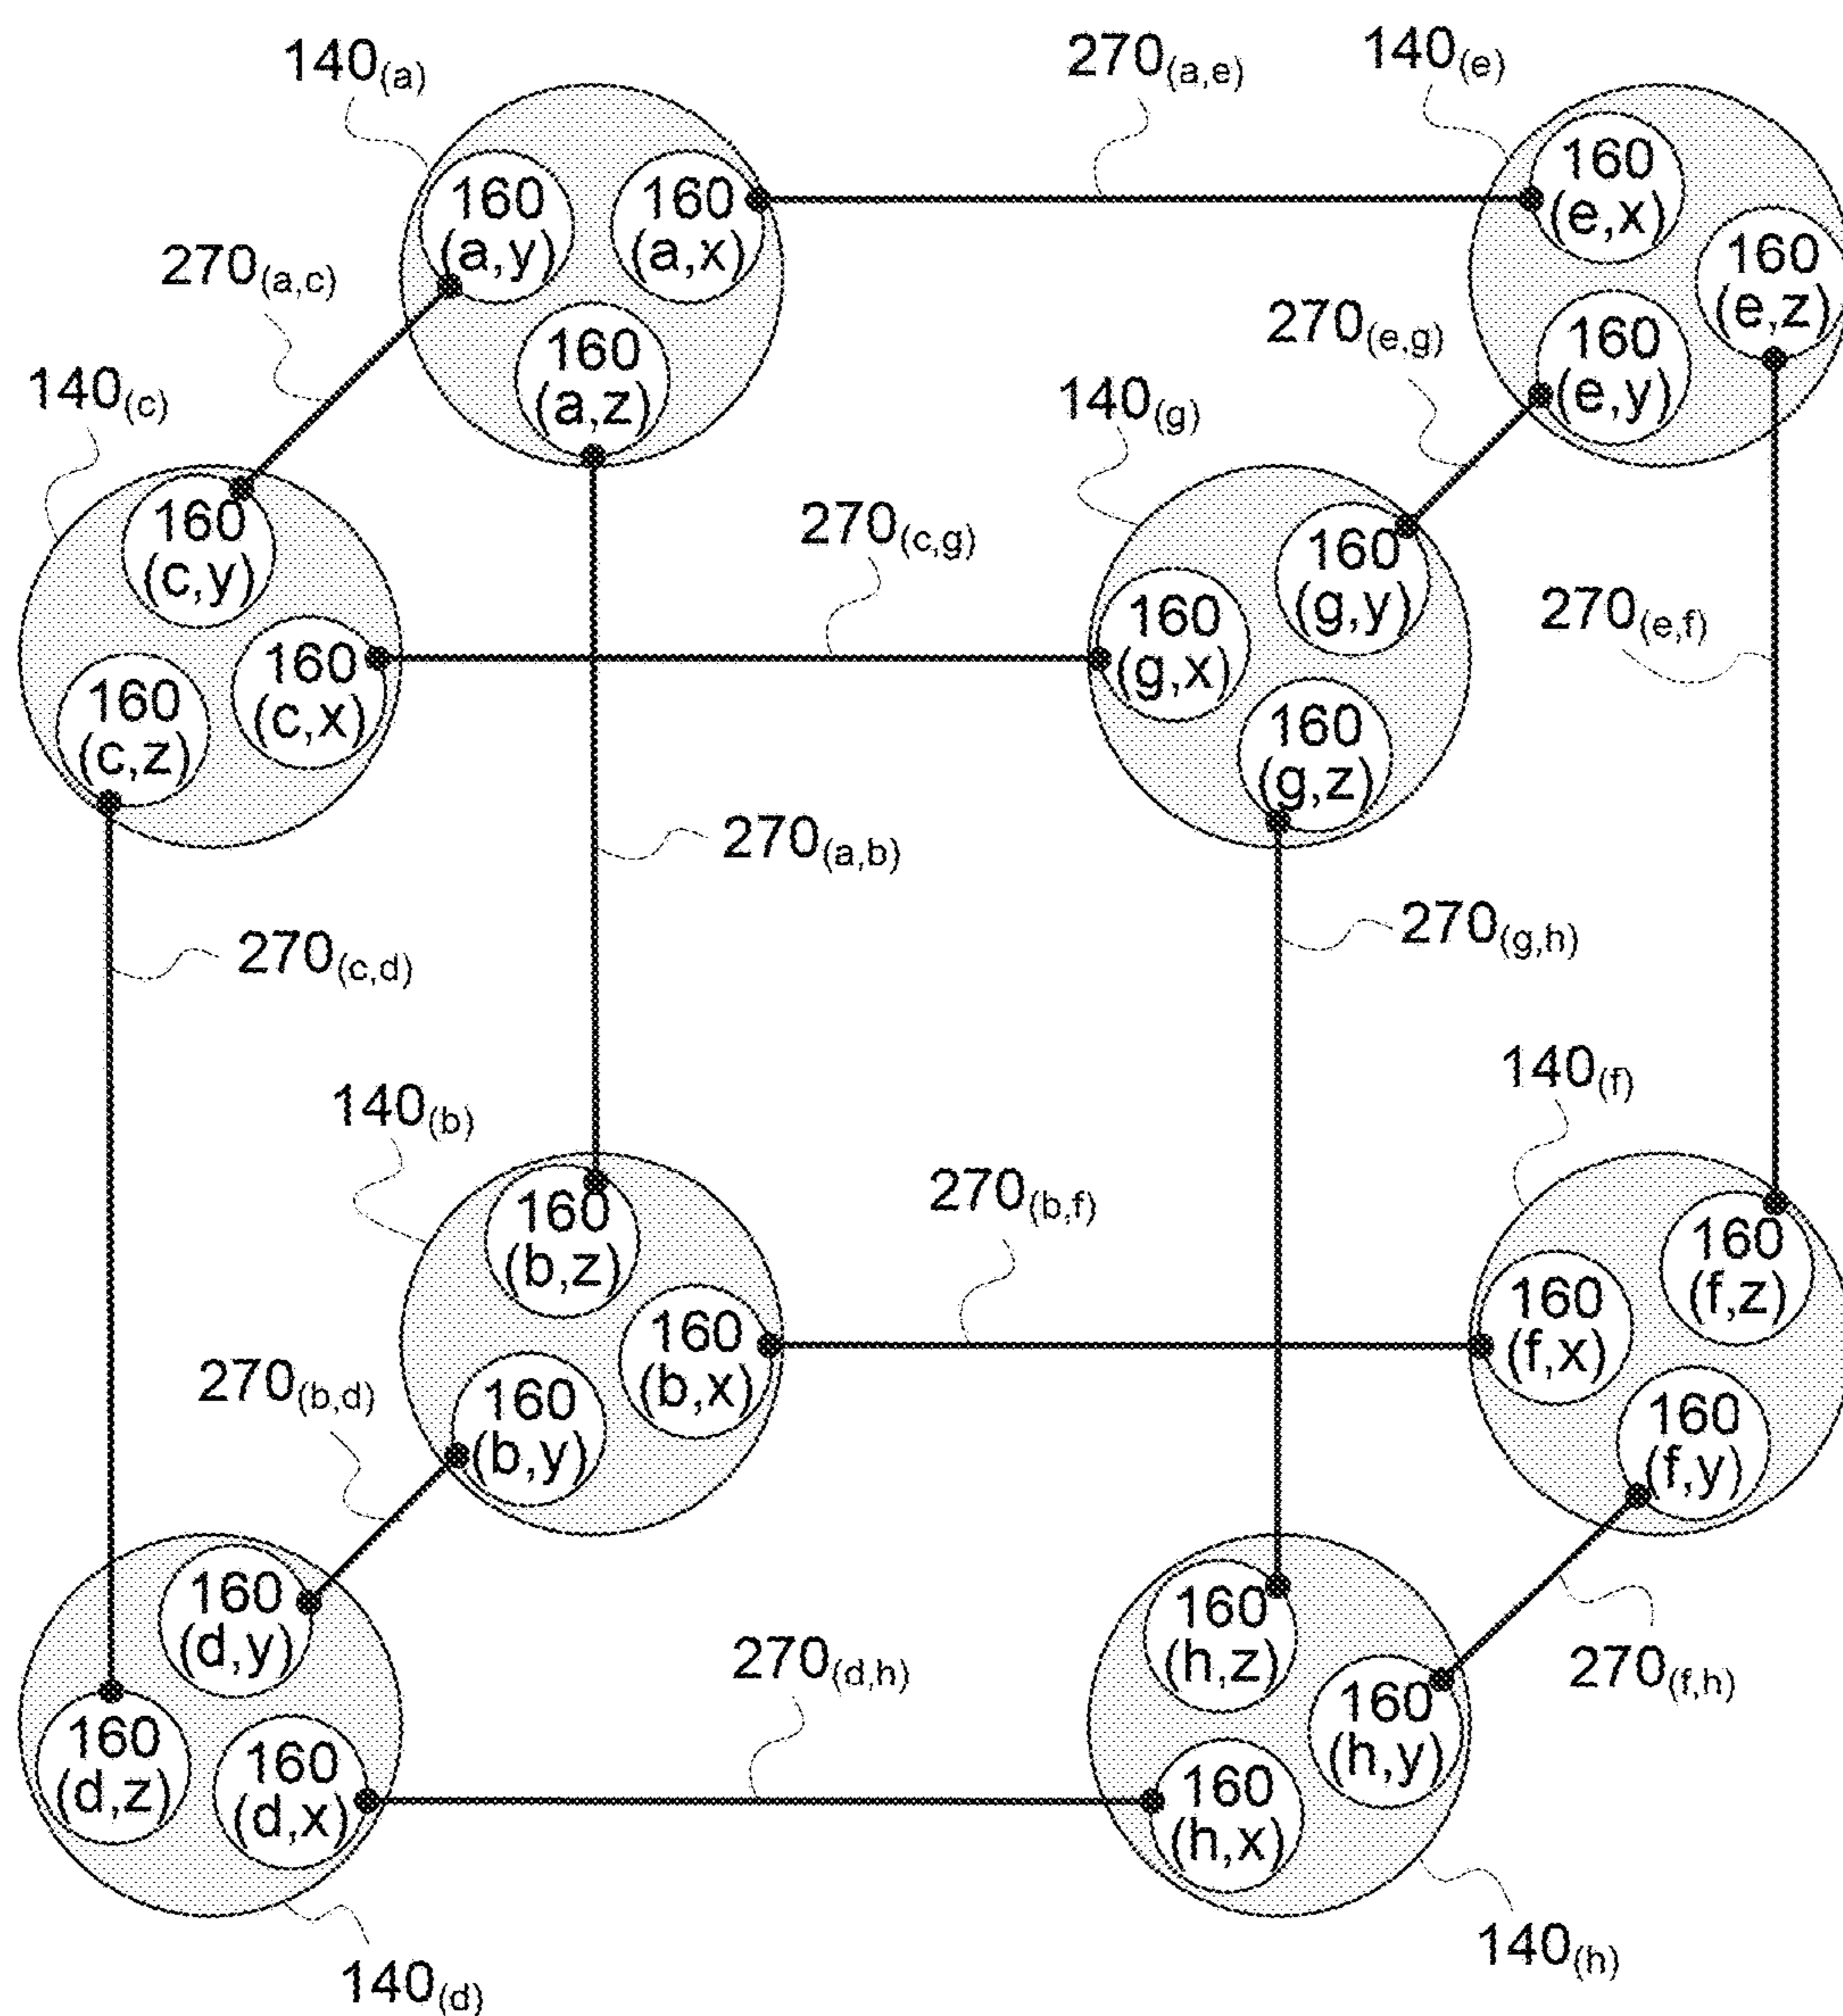 140(a)
270(a,e)
140(e)
160
(a,y)
160
(a,x)
160
(e,x)
160
(e,z)
270(a,c)
160
(a,z)
270(e,g)
160
(e,y)
140(c)
140(g)
160
(c,y)
270(c,g)
160
(g,y)
160
(g,x)
270(e,f)
160
(c,x)
160
(c,z)
160
(g,z)
270(a,b)
270(g,h)
270(c,d)
140(f)
140(b)
160
(b,z)
270(b,f)
160
(f,z)
160
(f,x)
160
(b,x)
270(b,d)
160
(b,y)
160
(f,y)
160
(d,y)
160
(h,z)
270(d,h)
270(f,h)
160
(h,y)
160
(d,z)
160
(d,x)
160
(h,x)
140(h)
140(d)